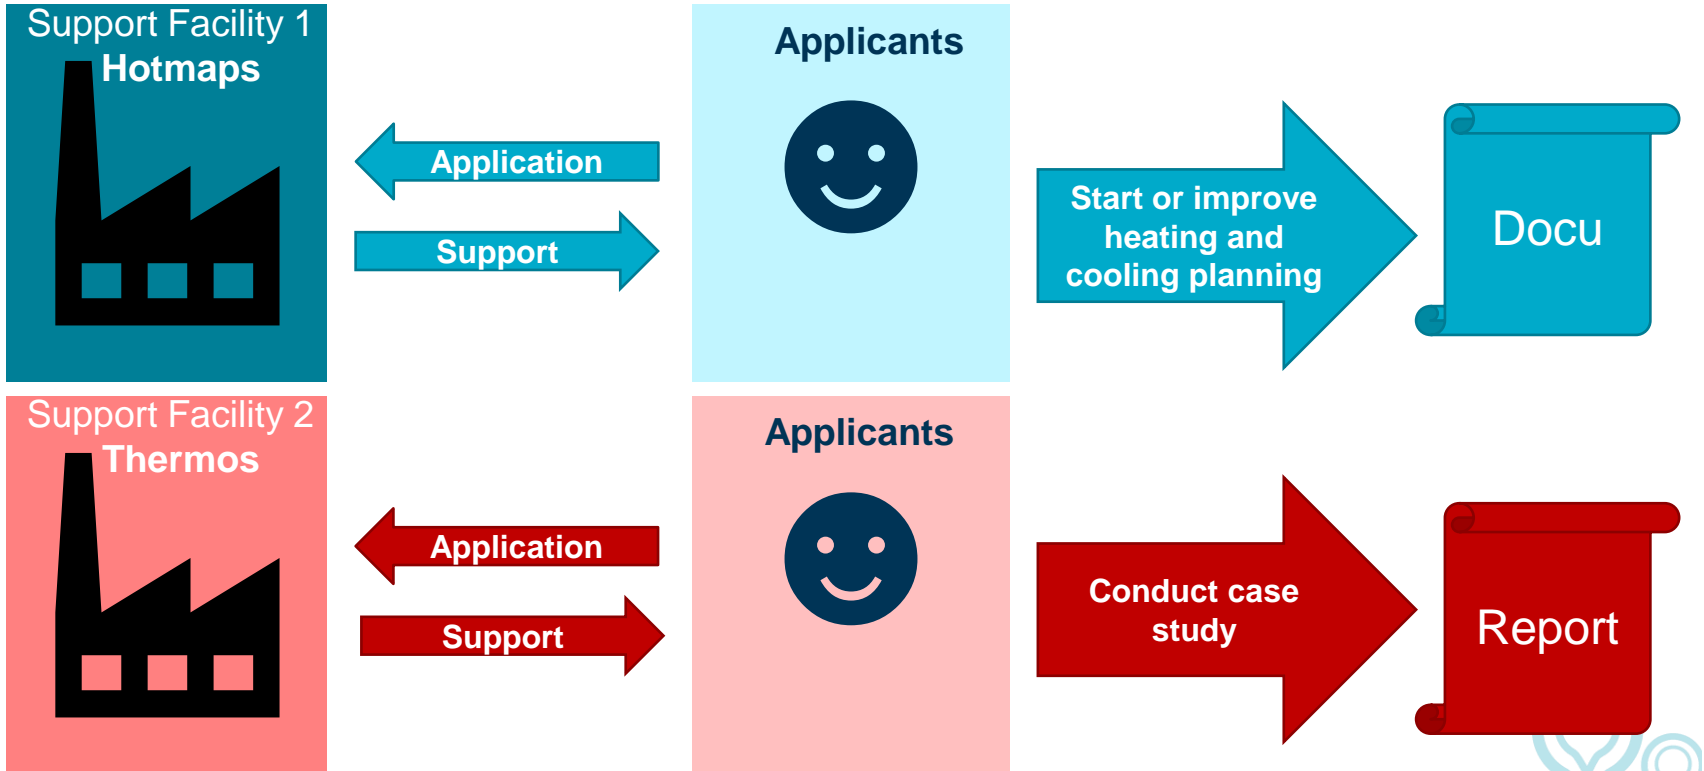 Support Facility 1
Hotmaps
Application
Support
Applicants
Start or improve
heating and
cooling planning
Docu
Support Facility 2
Thermos
Application
Support
Applicants
Conduct case
study
Report